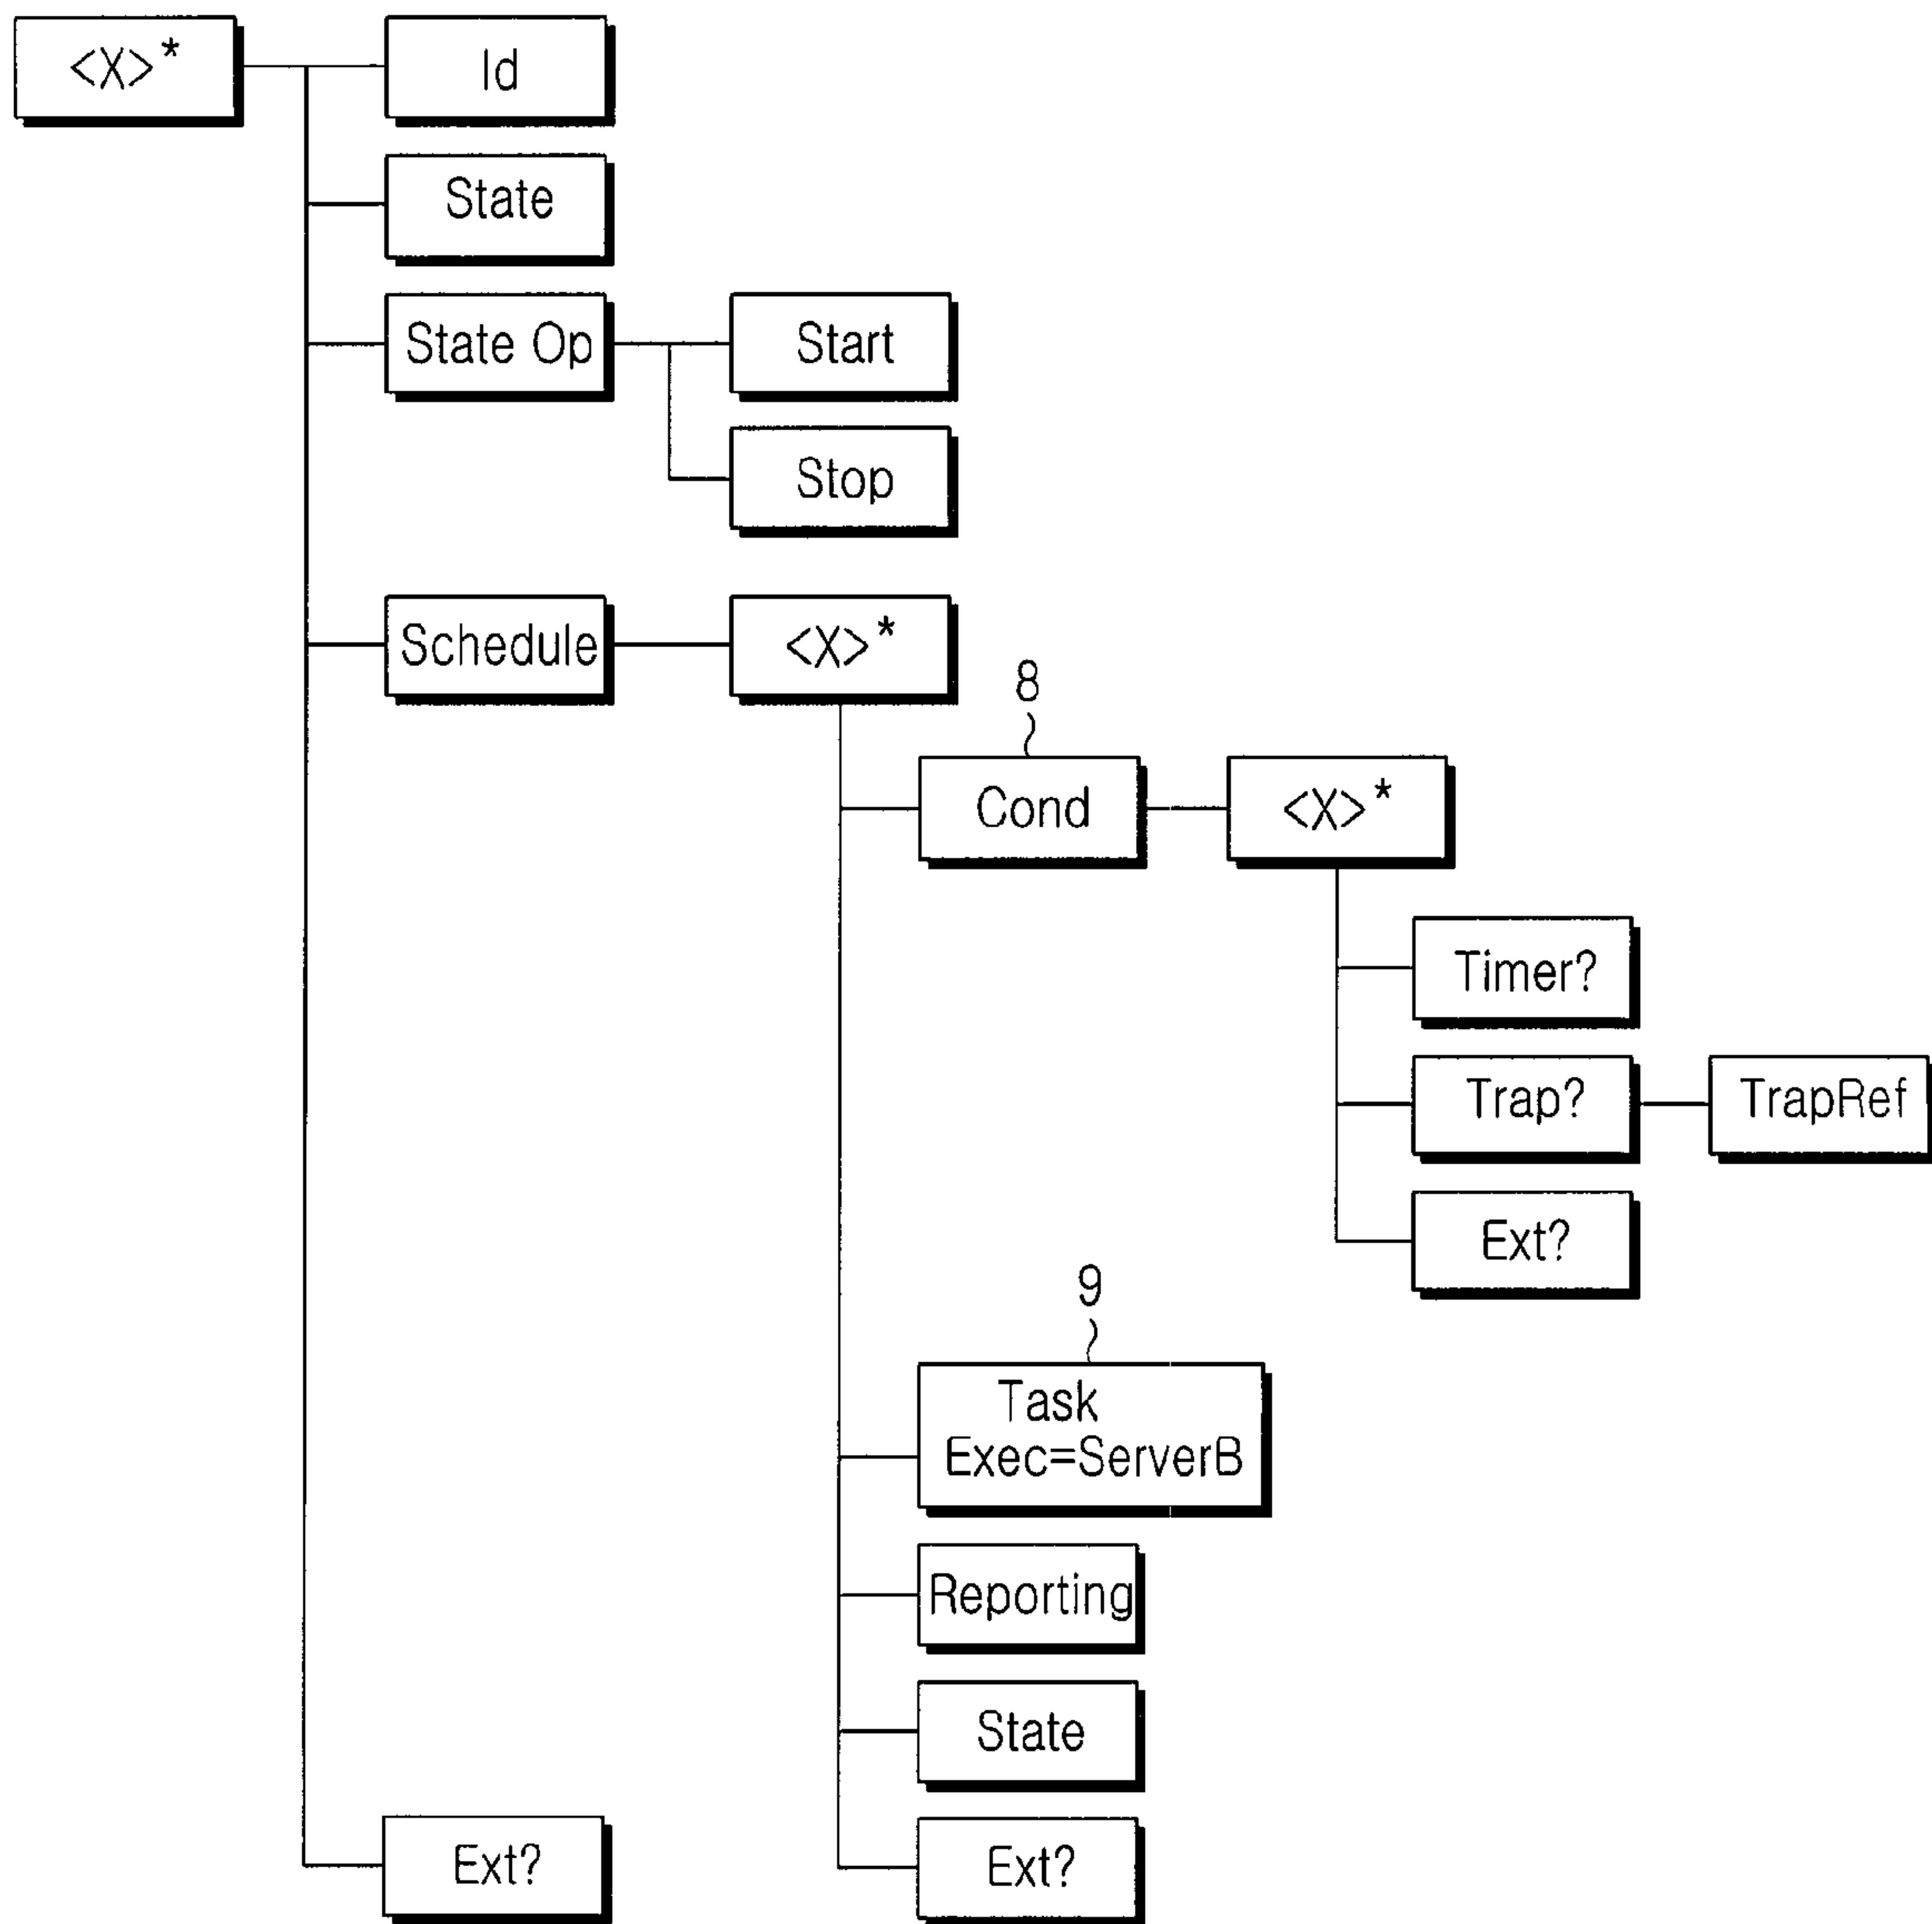 <X>*
Id
State
State Op
Start
Stop
Schedule
<X>*
8
Cond
<X>*
Timer?
Trap?
TrapRef
Ext?
9
Task
Exec=ServerB
Reporting
State
Ext?
Ext?